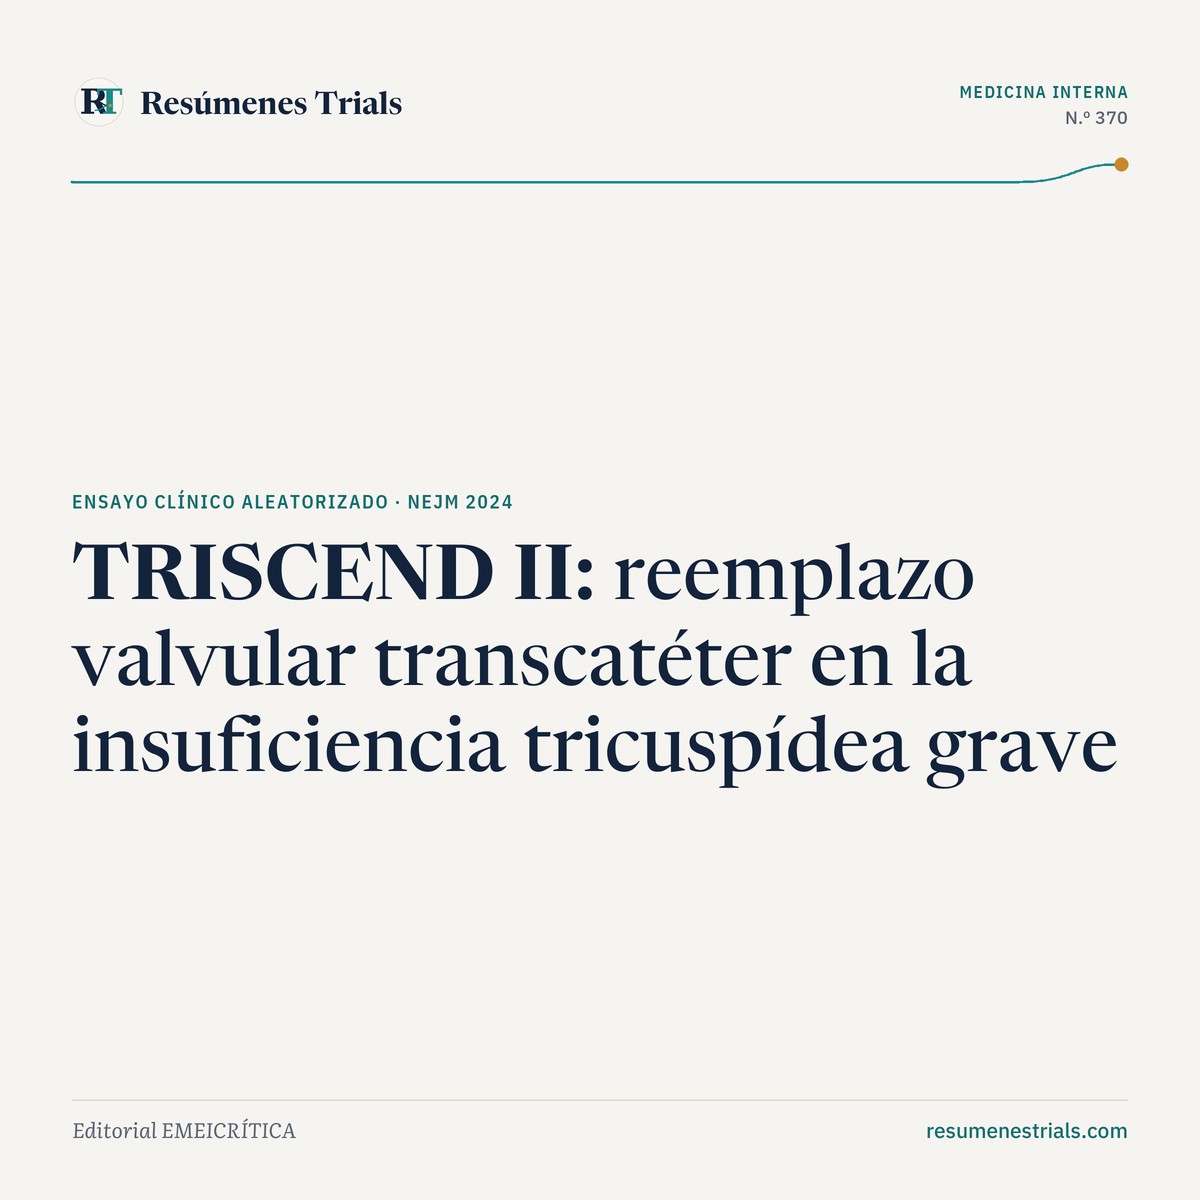 RT Resúmenes Trials
MEDICINA INTERNA
N.º 370
ENSAYO CLÍNICO ALEATORIZADO · NEJM 2024
TRISCEND II: reemplazo
valvular transcatéter en la
insuficiencia tricuspídea grave
Editorial EMEICRÍTICA
resumenestrials.com